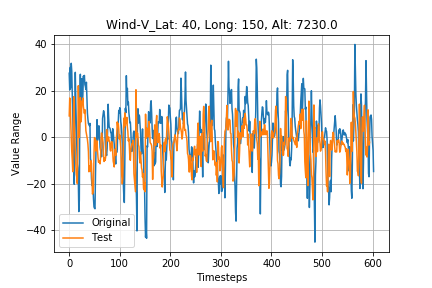 Wind-V_Lat: 40, Long: 150, Alt: 7230.0
40
20
0
−20
−40
Value Range
Original
Test
0 100 200 300 400 500 600
Timesteps